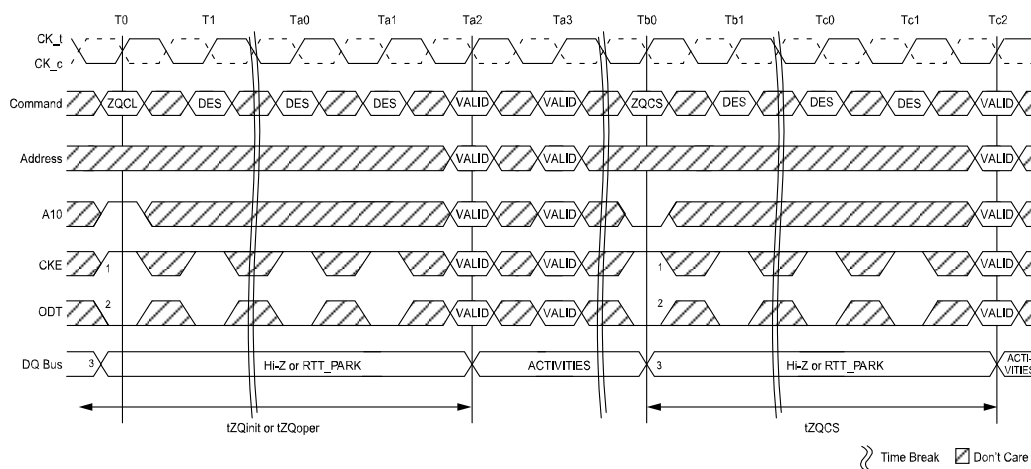 T0 T1 Ta0 Ta1 Ta2 Ta3 Tb0 Tb1 Tc0 Tc1 Tc2
CK_t
CK_c
Command ZQCL DES DES DES VALID VALID ZQCS DES DES DES VALID
Address VALID VALID VALID
A10 VALID VALID VALID
CKE 1 VALID VALID 1 VALID
ODT 2 VALID VALID 2 VALID
DQ Bus 3 Hi-Z or RTT_PARK ACTIVITIES 3 Hi-Z or RTT_PARK ACTI-
VITIES
tZQinit or tZQoper tZQCS
Time Break Don't Care